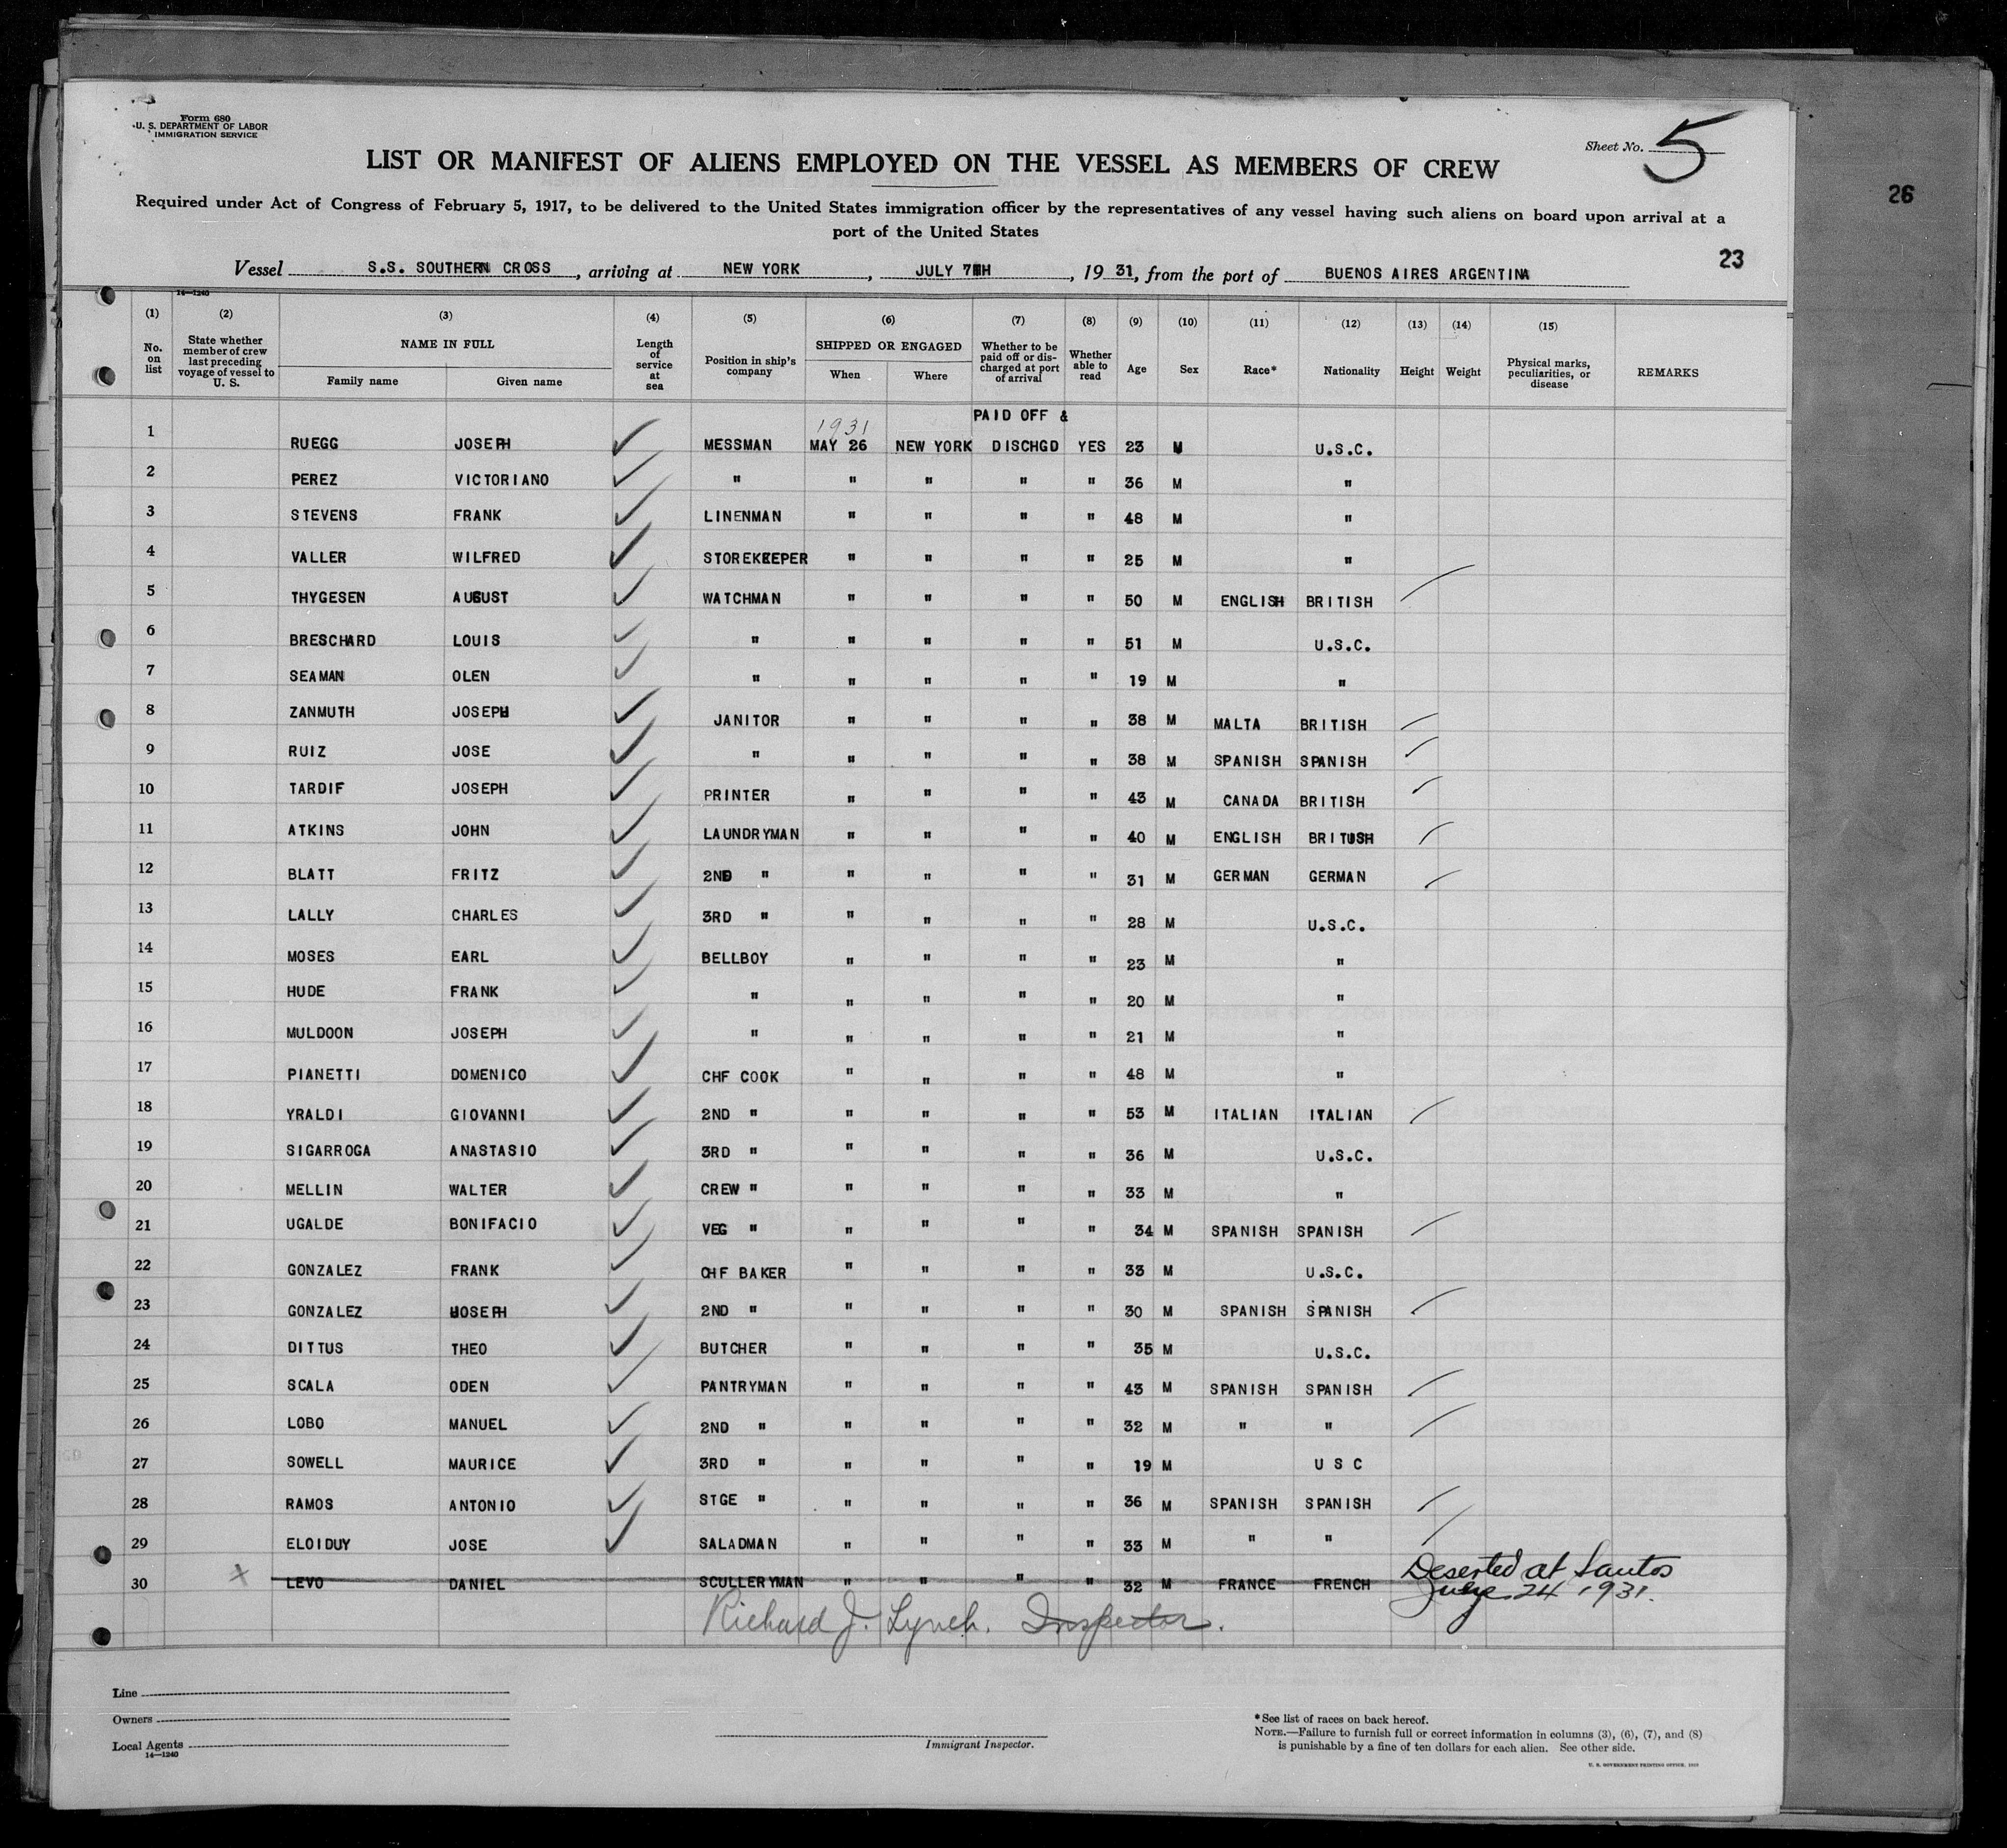 Form 680
U. S. DEPARTMENT OF LABOR
IMMIGRATION SERVICE
Sheet No. 5
LIST OR MANIFEST OF ALIENS EMPLOYED ON THE VESSEL AS MEMBERS OF CREW
26
Required under Act of Congress of February 5, 1917, to be delivered to the United States immigration officer by the representatives of any vessel having such aliens on board upon arrival at a
port of the United States
23
Vessel S.S. SOUTHERN CROSS, arriving at NEW YORK, JULY 7TH, 1931, from the port of BUENOS AIRES ARGENTINA
14—1240
(1) (2) (3) (4) (5) (6) (7) (8) (9) (10) (11) (12) (13) (14) (15)
No. on list | State whether member of crew last preceding voyage of vessel to U. S. | NAME IN FULL Family name Given name | Length of service at sea | Position in ship's company | SHIPPED OR ENGAGED When Where | Whether to be paid off or discharged at port of arrival | Whether able to read | Age | Sex | Race* | Nationality | Height | Weight | Physical marks, peculiarities, or disease | REMARKS
1931 PAID OFF &
1 RUEGG JOSEPH ✓ MESSMAN MAY 26 NEW YORK DISCHGD YES 23 M U.S.C.
2 PEREZ VICTORIANO ✓ " " " " " 36 M "
3 STEVENS FRANK ✓ LINENMAN " " " " 48 M "
4 VALLER WILFRED ✓ STOREKEEPER " " " " 25 M "
5 THYGESEN AUGUST ✓ WATCHMAN " " " " 50 M ENGLISH BRITISH
6 BRESCHARD LOUIS ✓ " " " " " 51 M U.S.C.
7 SEAMAN OLEN ✓ " " " " " 19 M "
8 ZANMUTH JOSEPH ✓ JANITOR " " " " 38 M MALTA BRITISH
9 RUIZ JOSE ✓ " " " " " 38 M SPANISH SPANISH
10 TARDIF JOSEPH ✓ PRINTER " " " " 43 M CANADA BRITISH
11 ATKINS JOHN ✓ LAUNDRYMAN " " " " 40 M ENGLISH BRITISH
12 BLATT FRITZ ✓ 2ND " " " " " 31 M GERMAN GERMAN
13 LALLY CHARLES ✓ 3RD " " " " " 28 M U.S.C.
14 MOSES EARL ✓ BELLBOY " " " " 23 M "
15 HUDE FRANK ✓ " " " " " 20 M "
16 MULDOON JOSEPH ✓ " " " " " 21 M "
17 PIANETTI DOMENICO ✓ CHF COOK " " " " 48 M "
18 YRALDI GIOVANNI ✓ 2ND " " " " " 53 M ITALIAN ITALIAN
19 SIGARROGA ANASTASIO ✓ 3RD " " " " " 36 M U.S.C.
20 MELLIN WALTER ✓ CREW " " " " " 33 M "
21 UGALDE BONIFACIO ✓ VEG " " " " " 34 M SPANISH SPANISH
22 GONZALEZ FRANK ✓ CHF BAKER " " " " 33 M U.S.C.
23 GONZALEZ JOSEPH ✓ 2ND " " " " " 30 M SPANISH SPANISH
24 DITTUS THEO ✓ BUTCHER " " " " 35 M U.S.C.
25 SCALA ODEN ✓ PANTRYMAN " " " " 43 M SPANISH SPANISH
26 LOBO MANUEL ✓ 2ND " " " " " 32 M " "
27 SOWELL MAURICE ✓ 3RD " " " " " 19 M U S C
28 RAMOS ANTONIO ✓ STGE " " " " " 36 M SPANISH SPANISH
29 ELOIDUY JOSE ✓ SALADMAN " " " " 33 M " "
30 X LEVO DANIEL SCULLERYMAN " " " " 32 M FRANCE FRENCH Deserted at Santos
24 1931.
Richard J. Lynch. Inspector.
Line
Owners
Local Agents
14—1240
Immigrant Inspector.
*See list of races on back hereof.
NOTE.—Failure to furnish full or correct information in columns (3), (6), (7), and (8)
is punishable by a fine of ten dollars for each alien. See other side.